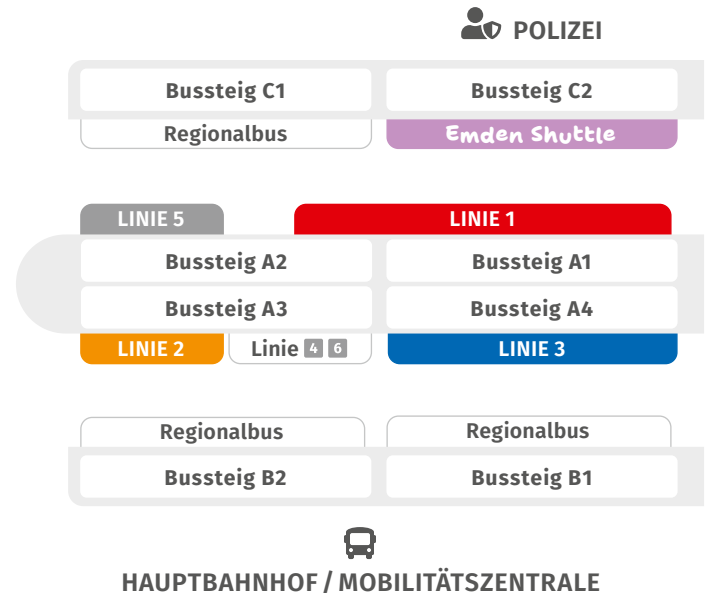 POLIZEI
Bussteig C1 Bussteig C2
Regionalbus Emden Shuttle
LINIE 5 LINIE 1
Bussteig A2 Bussteig A1
Bussteig A3 Bussteig A4
LINIE 2 Linie 4 6 LINIE 3
Regionalbus Regionalbus
Bussteig B2 Bussteig B1
HAUPTBAHNHOF / MOBILITÄTSZENTRALE